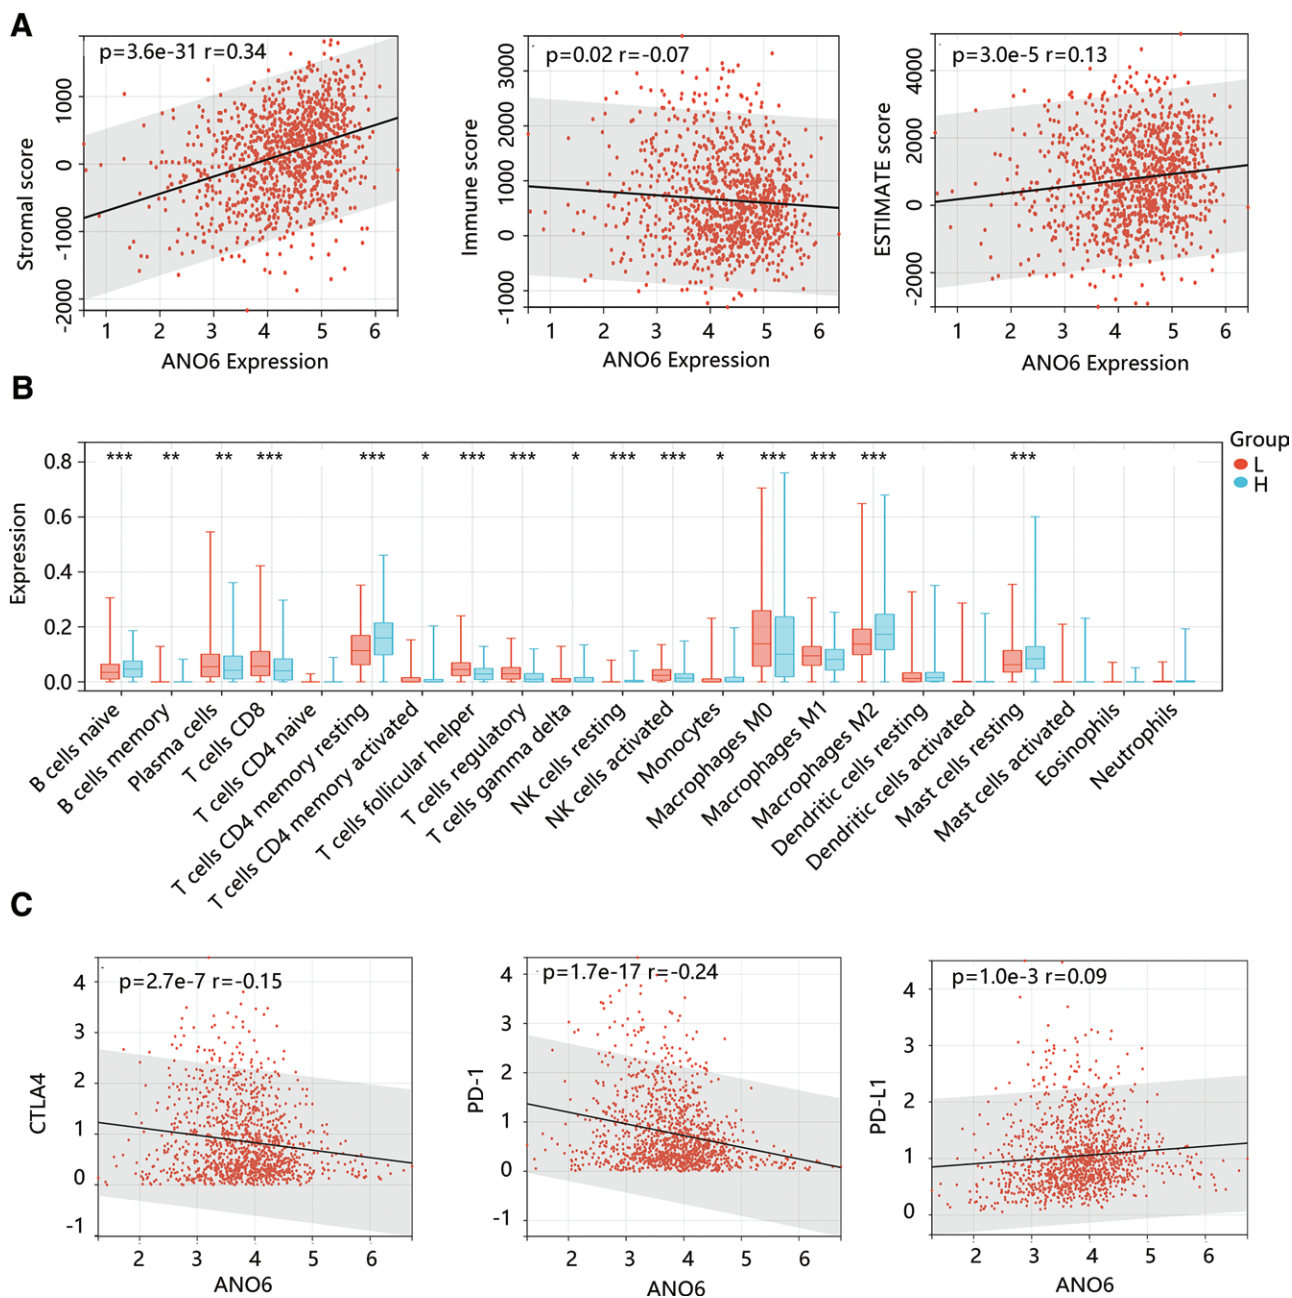 A
p=3.6e-31 r=0.34
Stromal score
1000
0
-1000
-2000
1 2 3 4 5 6
ANO6 Expression
p=0.02 r=-0.07
Immune score
3000
2000
1000
0
-1000
1 2 3 4 5 6
ANO6 Expression
p=3.0e-5 r=0.13
ESTIMATE score
4000
2000
0
-2000
1 2 3 4 5 6
ANO6 Expression
B
Expression
0.8
0.6
0.4
0.2
0.0
*** ** ** *** *** * *** *** * *** *** * *** *** *** ***
Group
L
H
B cells naive
B cells memory
Plasma cells
T cells CD8
T cells CD4 naive
T cells CD4 memory resting
T cells CD4 memory activated
T cells follicular helper
T cells regulatory
T cells gamma delta
NK cells resting
NK cells activated
Monocytes
Macrophages M0
Macrophages M1
Macrophages M2
Dendritic cells resting
Dendritic cells activated
Mast cells resting
Mast cells activated
Eosinophils
Neutrophils
C
p=2.7e-7 r=-0.15
CTLA4
4
3
2
1
0
-1
2 3 4 5 6
ANO6
p=1.7e-17 r=-0.24
PD-1
4
3
2
1
0
-1
2 3 4 5 6
ANO6
p=1.0e-3 r=0.09
PD-L1
4
3
2
1
0
2 3 4 5 6
ANO6